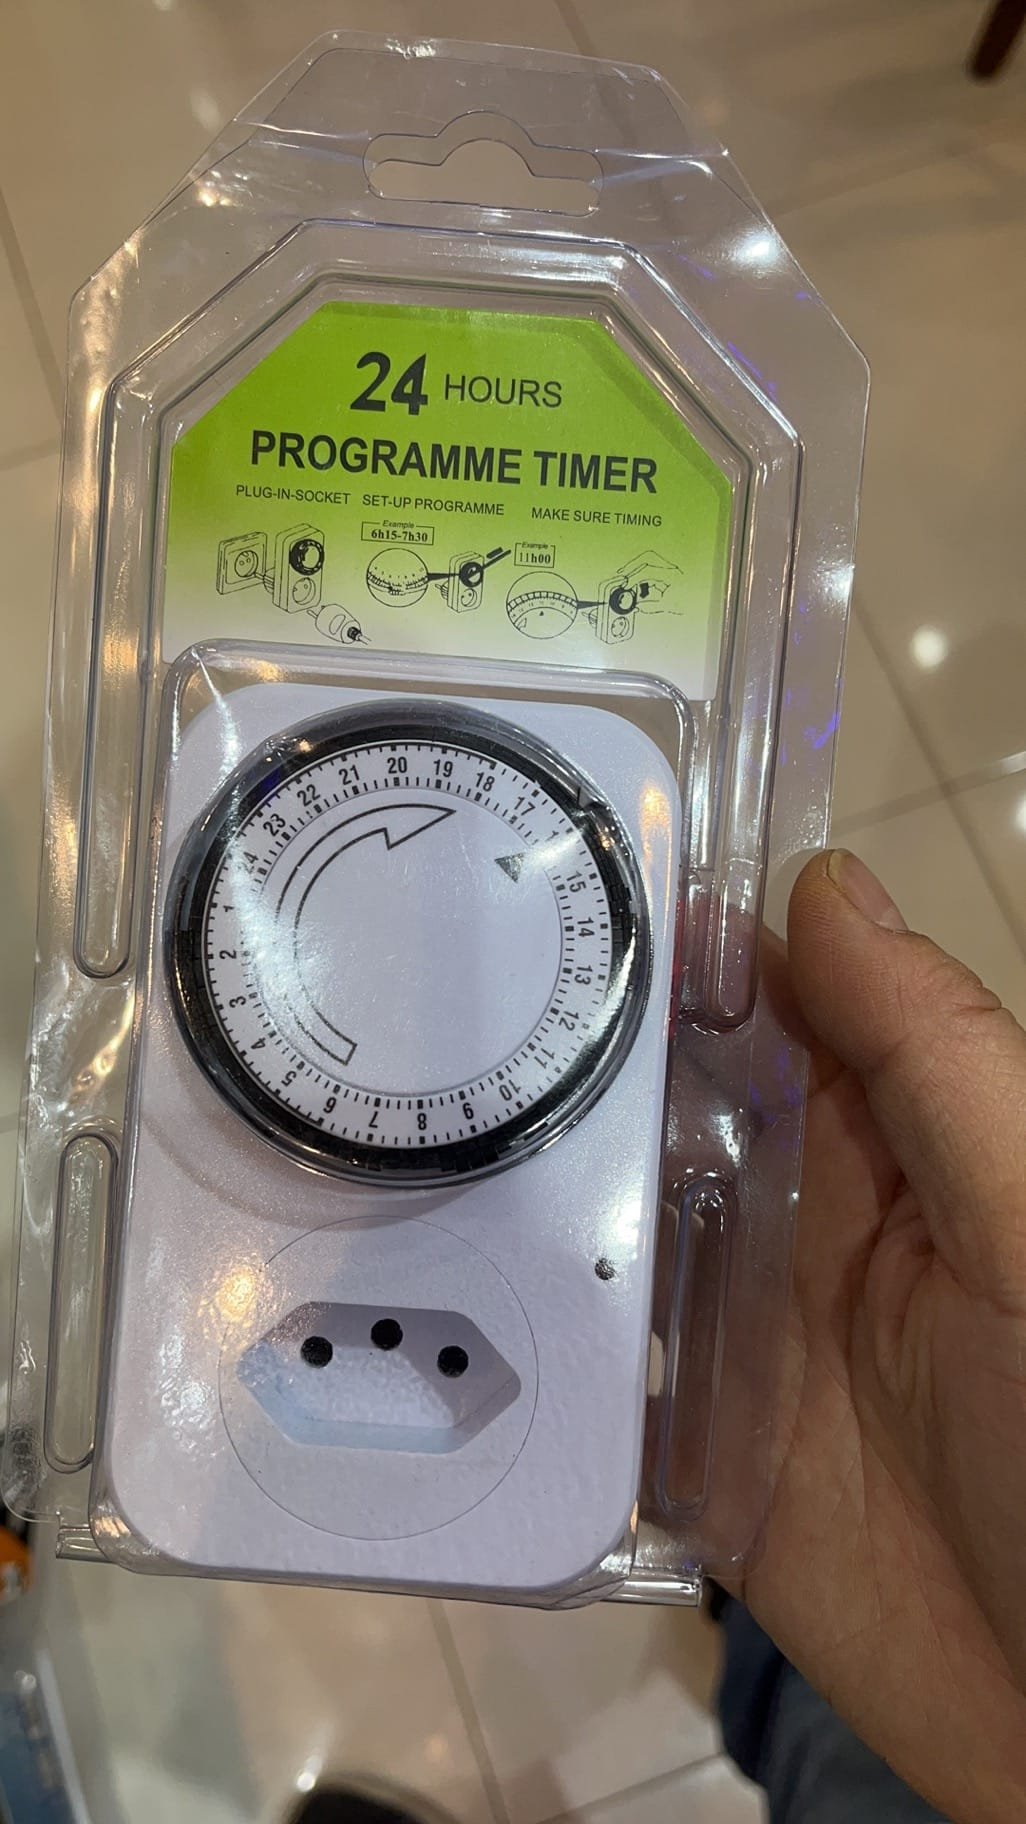 24 HOURS
PROGRAMME TIMER
PLUG-IN-SOCKET SET-UP PROGRAMME MAKE SURE TIMING
Example
6h15-7h30
Example
11h00
1 2 3 4 5 6 7 8 9 10 11 12 13 14 15 17 18 19 20 21 22 23 24